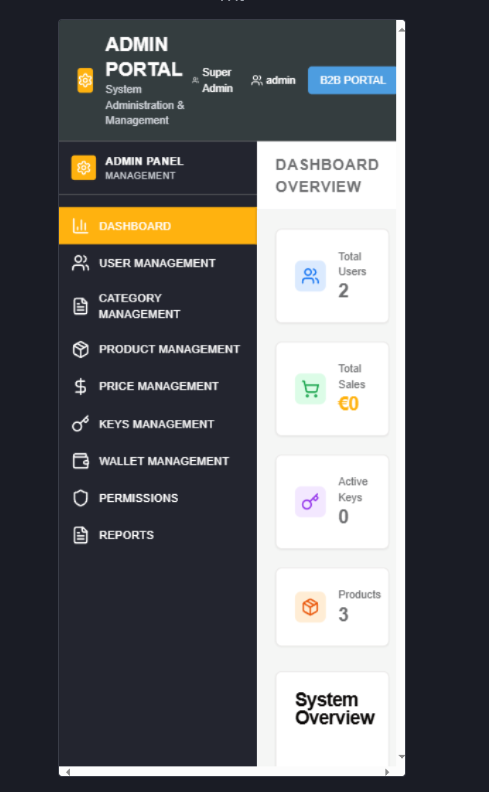 ADMIN
PORTAL
System
Administration &
Management
Super
Admin
admin
B2B PORTAL
ADMIN PANEL
MANAGEMENT
DASHBOARD
USER MANAGEMENT
CATEGORY
MANAGEMENT
PRODUCT MANAGEMENT
PRICE MANAGEMENT
KEYS MANAGEMENT
WALLET MANAGEMENT
PERMISSIONS
REPORTS
DASHBOARD
OVERVIEW
Total
Users
2
Total
Sales
€0
Active
Keys
0
Products
3
System
Overview